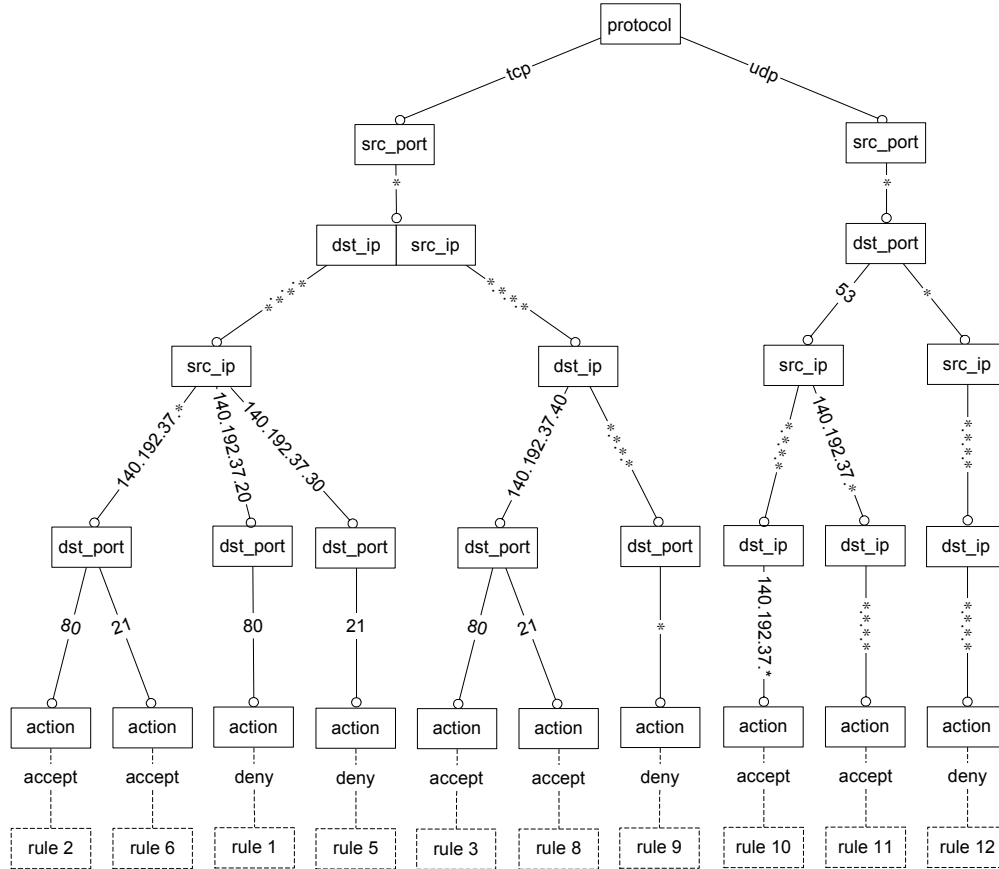 protocol
tcp
udp
src_port
src_port
*
*
dst_ip
src_ip
dst_port
*.*.*.*
*.*.*.*
53
*
src_ip
dst_ip
src_ip
src_ip
140.192.37.*
140.192.37.20
140.192.37.30
140.192.37.40
*.*.*.*
*.*.*.*
140.192.37.*
*.*.*.*
dst_port
dst_port
dst_port
dst_port
dst_port
dst_ip
dst_ip
dst_ip
80
21
80
21
80
21
*
140.192.37.*
*.*.*.*
*.*.*.*
action
action
action
action
action
action
action
action
action
action
accept
accept
deny
deny
accept
accept
deny
accept
accept
deny
rule 2
rule 6
rule 1
rule 5
rule 3
rule 8
rule 9
rule 10
rule 11
rule 12